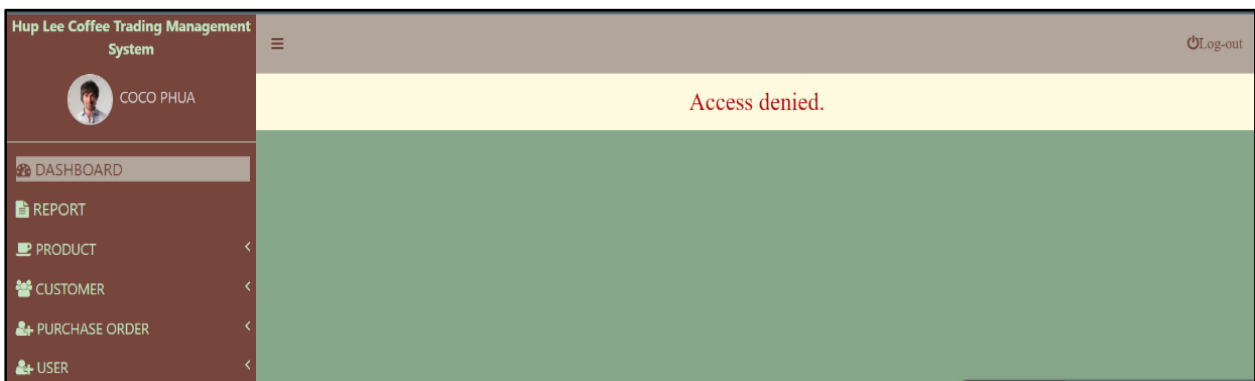 Hup Lee Coffee Trading Management
System
COCO PHUA
DASHBOARD
REPORT
PRODUCT
CUSTOMER
PURCHASE ORDER
USER
Log-out
Access denied.